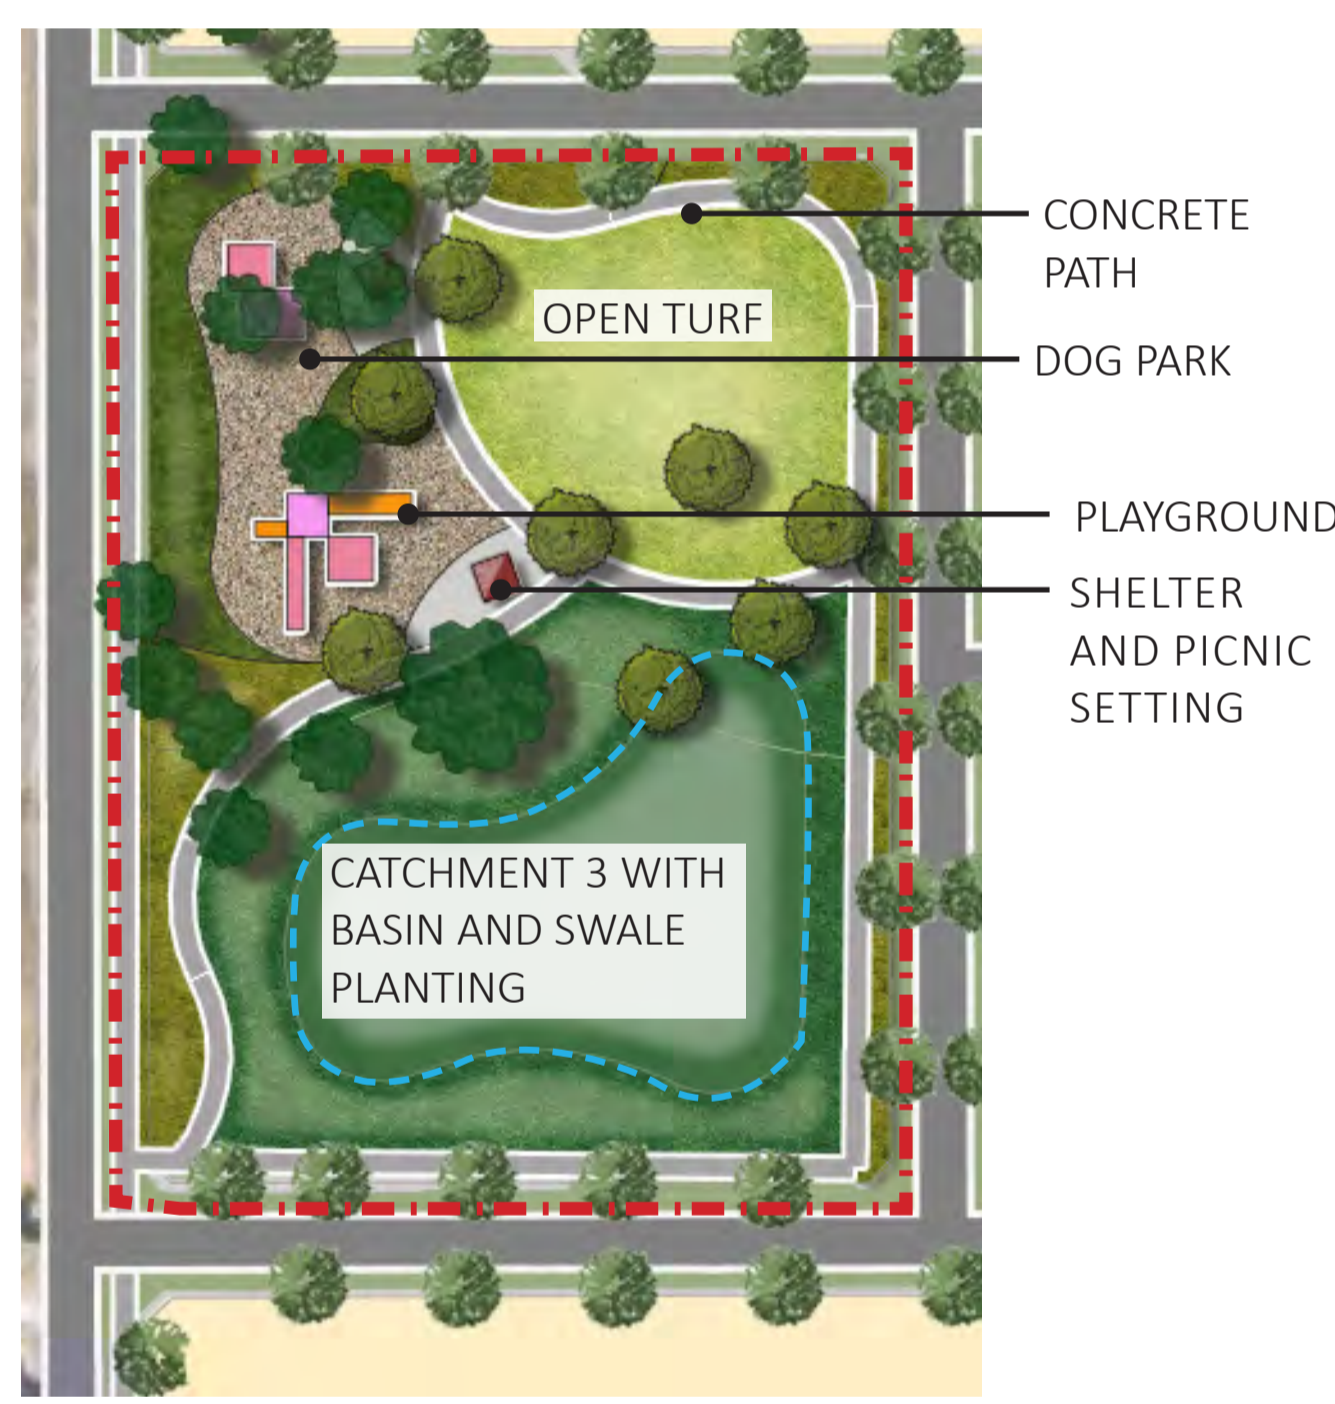 CONCRETE
PATH
OPEN TURF
DOG PARK
PLAYGROUND
SHELTER
AND PICNIC
SETTING
CATCHMENT 3 WITH
BASIN AND SWALE
PLANTING